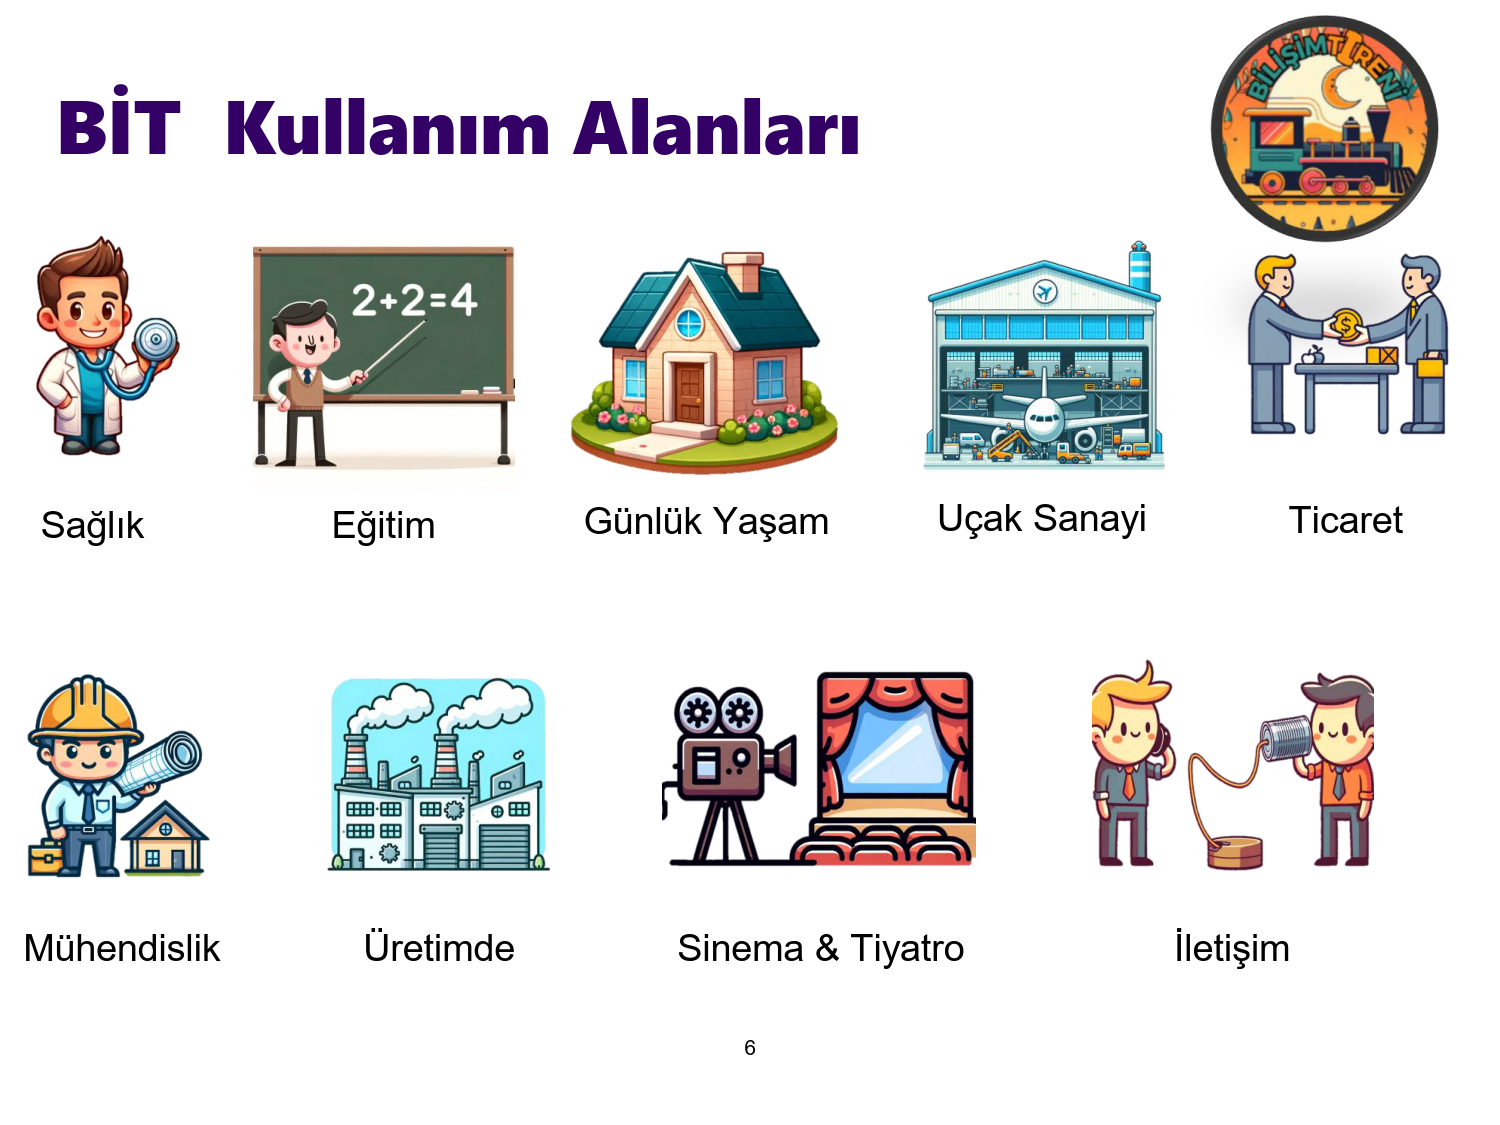 BİLİŞİM TRENİ
BİT  Kullanım Alanları
2+2=4
Sağlık
Eğitim
Günlük Yaşam
Uçak Sanayi
Ticaret
$
Mühendislik
Üretimde
Sinema & Tiyatro
İletişim
6